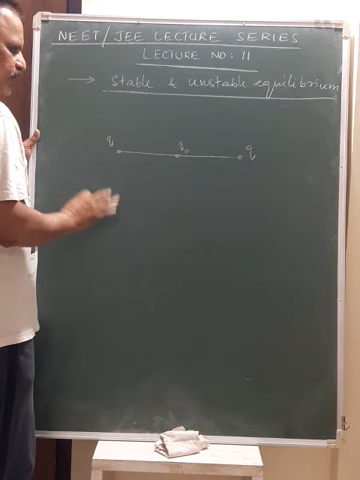 NEET/JEE LECTURE SERIES
LECTURE NO: 11
→ Stable & unstable equilibrium
q q₀ q